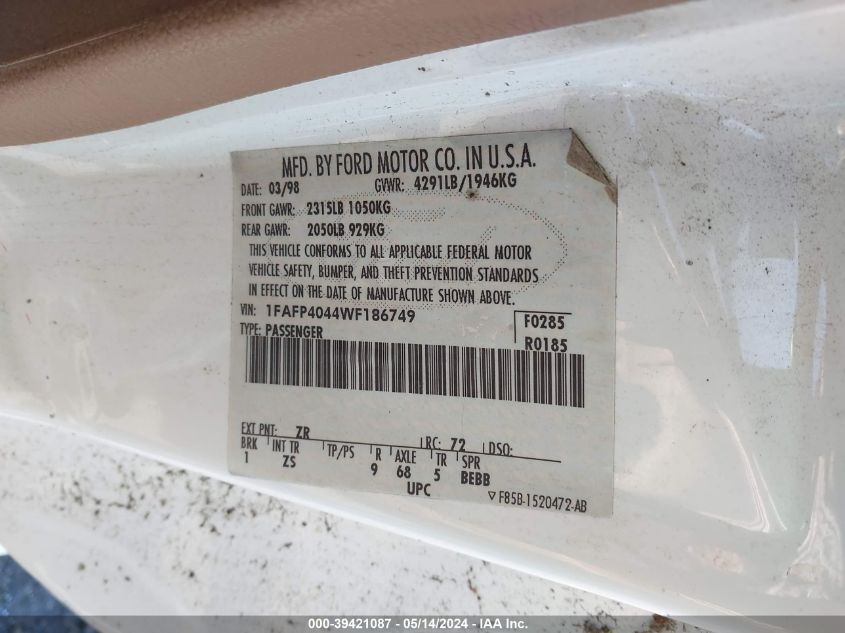 MFD. BY FORD MOTOR CO. IN U.S.A.
DATE: 03/98 GVWR: 4291LB/1946KG
FRONT GAWR: 2315LB 1050KG
REAR GAWR: 2050LB 929KG
THIS VEHICLE CONFORMS TO ALL APPLICABLE FEDERAL MOTOR
VEHICLE SAFETY, BUMPER, AND THEFT PREVENTION STANDARDS
IN EFFECT ON THE DATE OF MANUFACTURE SHOWN ABOVE.
VIN: 1FAFP4044WF186749 F0285
TYPE: PASSENGER R0185
EXT PNT: ZR RC: 72 DSO:
BRK INT TR TP/PS R AXLE TR SPR
1 ZS 9 68 5 BEBB
UPC ▽F85B-1520472-AB
000-39421087 - 05/14/2024 - IAA Inc.